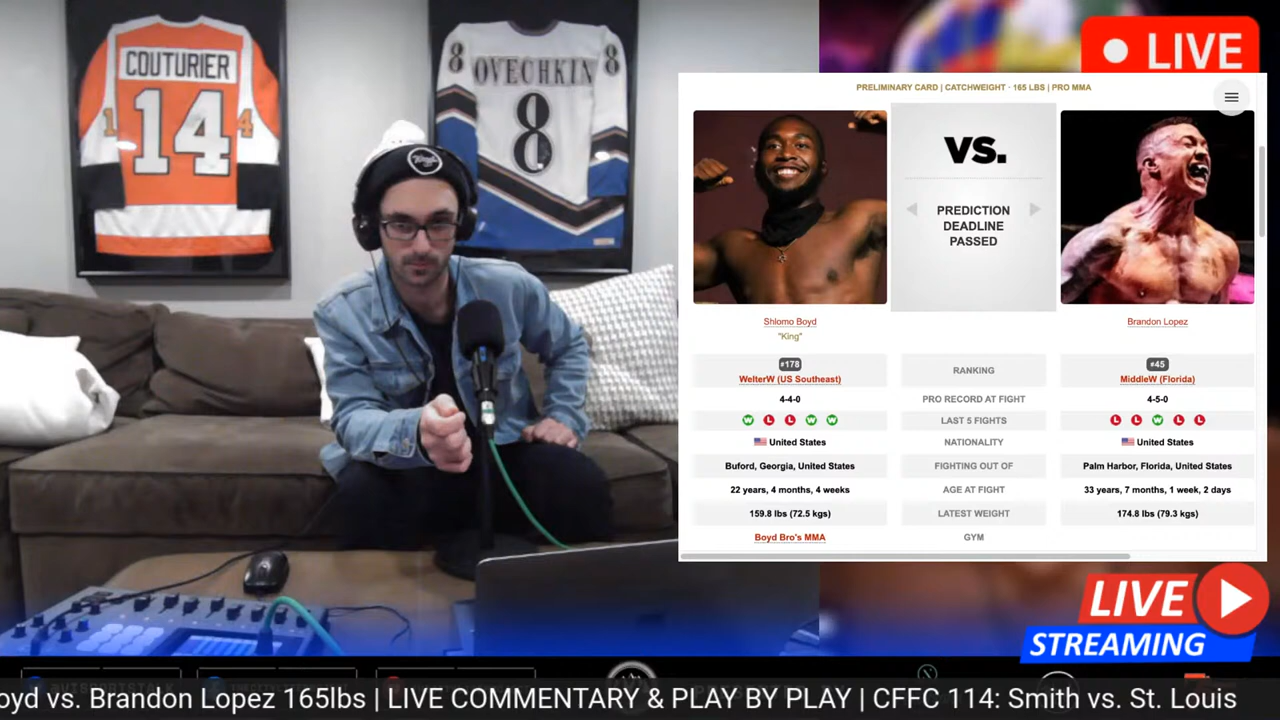 COUTURIER
14
1
4
OVECHKIN
8
8
8
LIVE
PRELIMINARY CARD | CATCHWEIGHT · 165 LBS | PRO MMA
VS.
PREDICTION
DEADLINE
PASSED
Shlomo Boyd
"King"
Brandon Lopez
#178
WelterW (US Southeast)
RANKING
#45
MiddleW (Florida)
4-4-0
PRO RECORD AT FIGHT
4-5-0
W L L W W
LAST 5 FIGHTS
L L W L L
United States
NATIONALITY
United States
Buford, Georgia, United States
FIGHTING OUT OF
Palm Harbor, Florida, United States
22 years, 4 months, 4 weeks
AGE AT FIGHT
33 years, 7 months, 1 week, 2 days
159.8 lbs (72.5 kgs)
LATEST WEIGHT
174.8 lbs (79.3 kgs)
Boyd Bro's MMA
GYM
LIVE
STREAMING
oyd vs. Brandon Lopez 165lbs | LIVE COMMENTARY & PLAY BY PLAY | CFFC 114: Smith vs. St. Louis